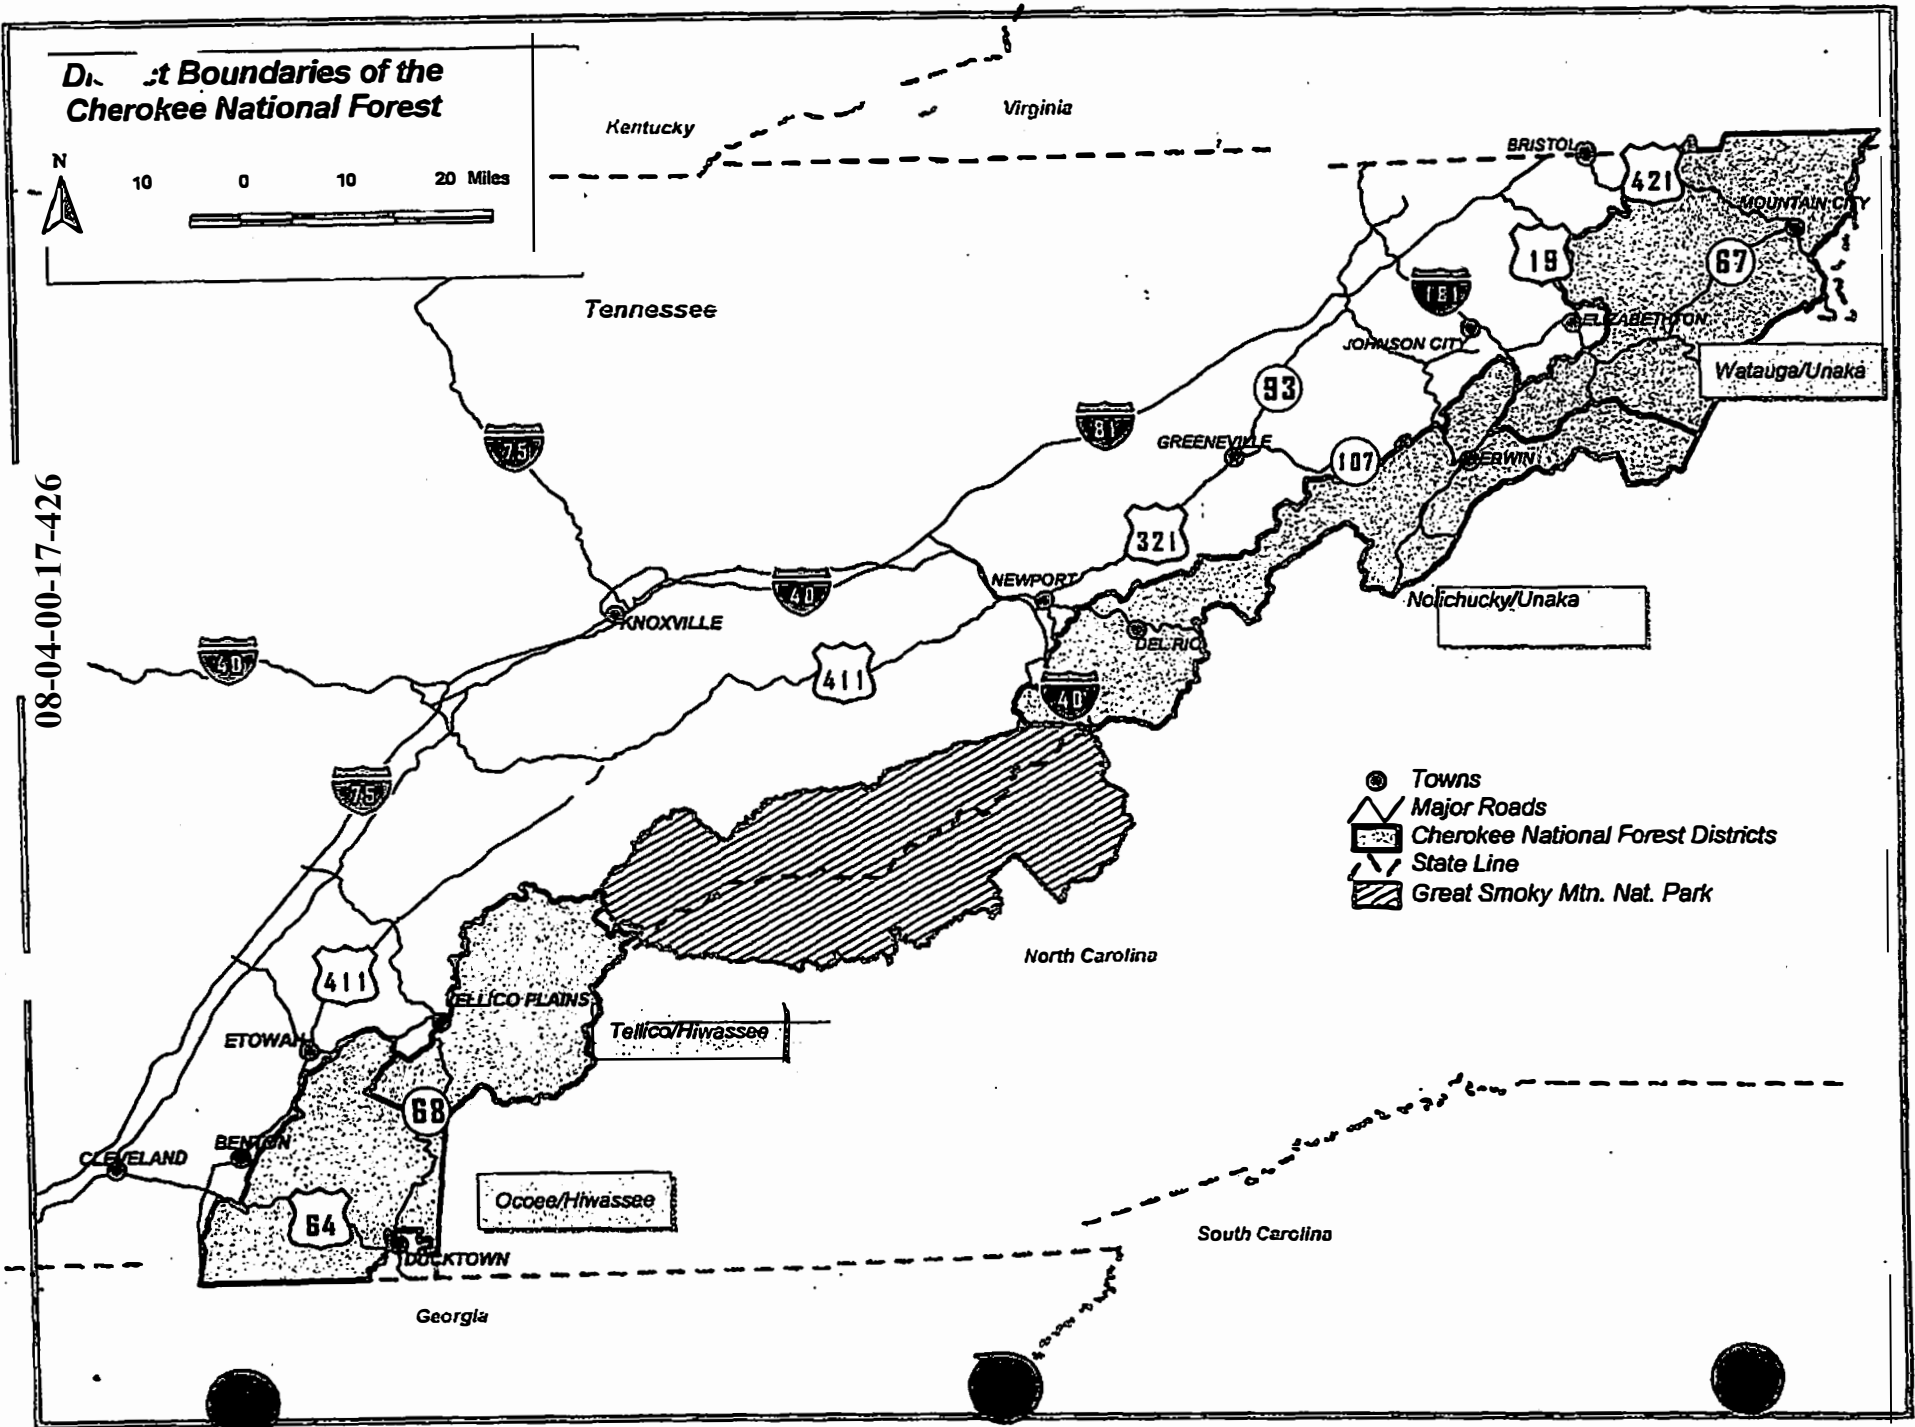 Boundaries of the
Cherokee National Forest
N
10 0 10 20 Miles
Kentucky
Virginia
Tennessee
BRISTOL
421
MOUNTAIN CITY
19
67
181
ELIZABETHTON
JOHNSON CITY
Watauga/Unaka
93
81
75
GREENEVILLE
107
ERWIN
321
08-04-00-17-426
NEWPORT
40
Nolichucky/Unaka
KNOXVILLE
DEL RIO
40
411
40
75
Towns
Major Roads
Cherokee National Forest Districts
State Line
Great Smoky Mtn. Nat. Park
North Carolina
411
ELLICO PLAINS
Tellico/Hiwassee
ETOWAH
68
BENTON
CLEVELAND
Ocoee/Hiwassee
64
DUCKTOWN
South Carolina
Georgia